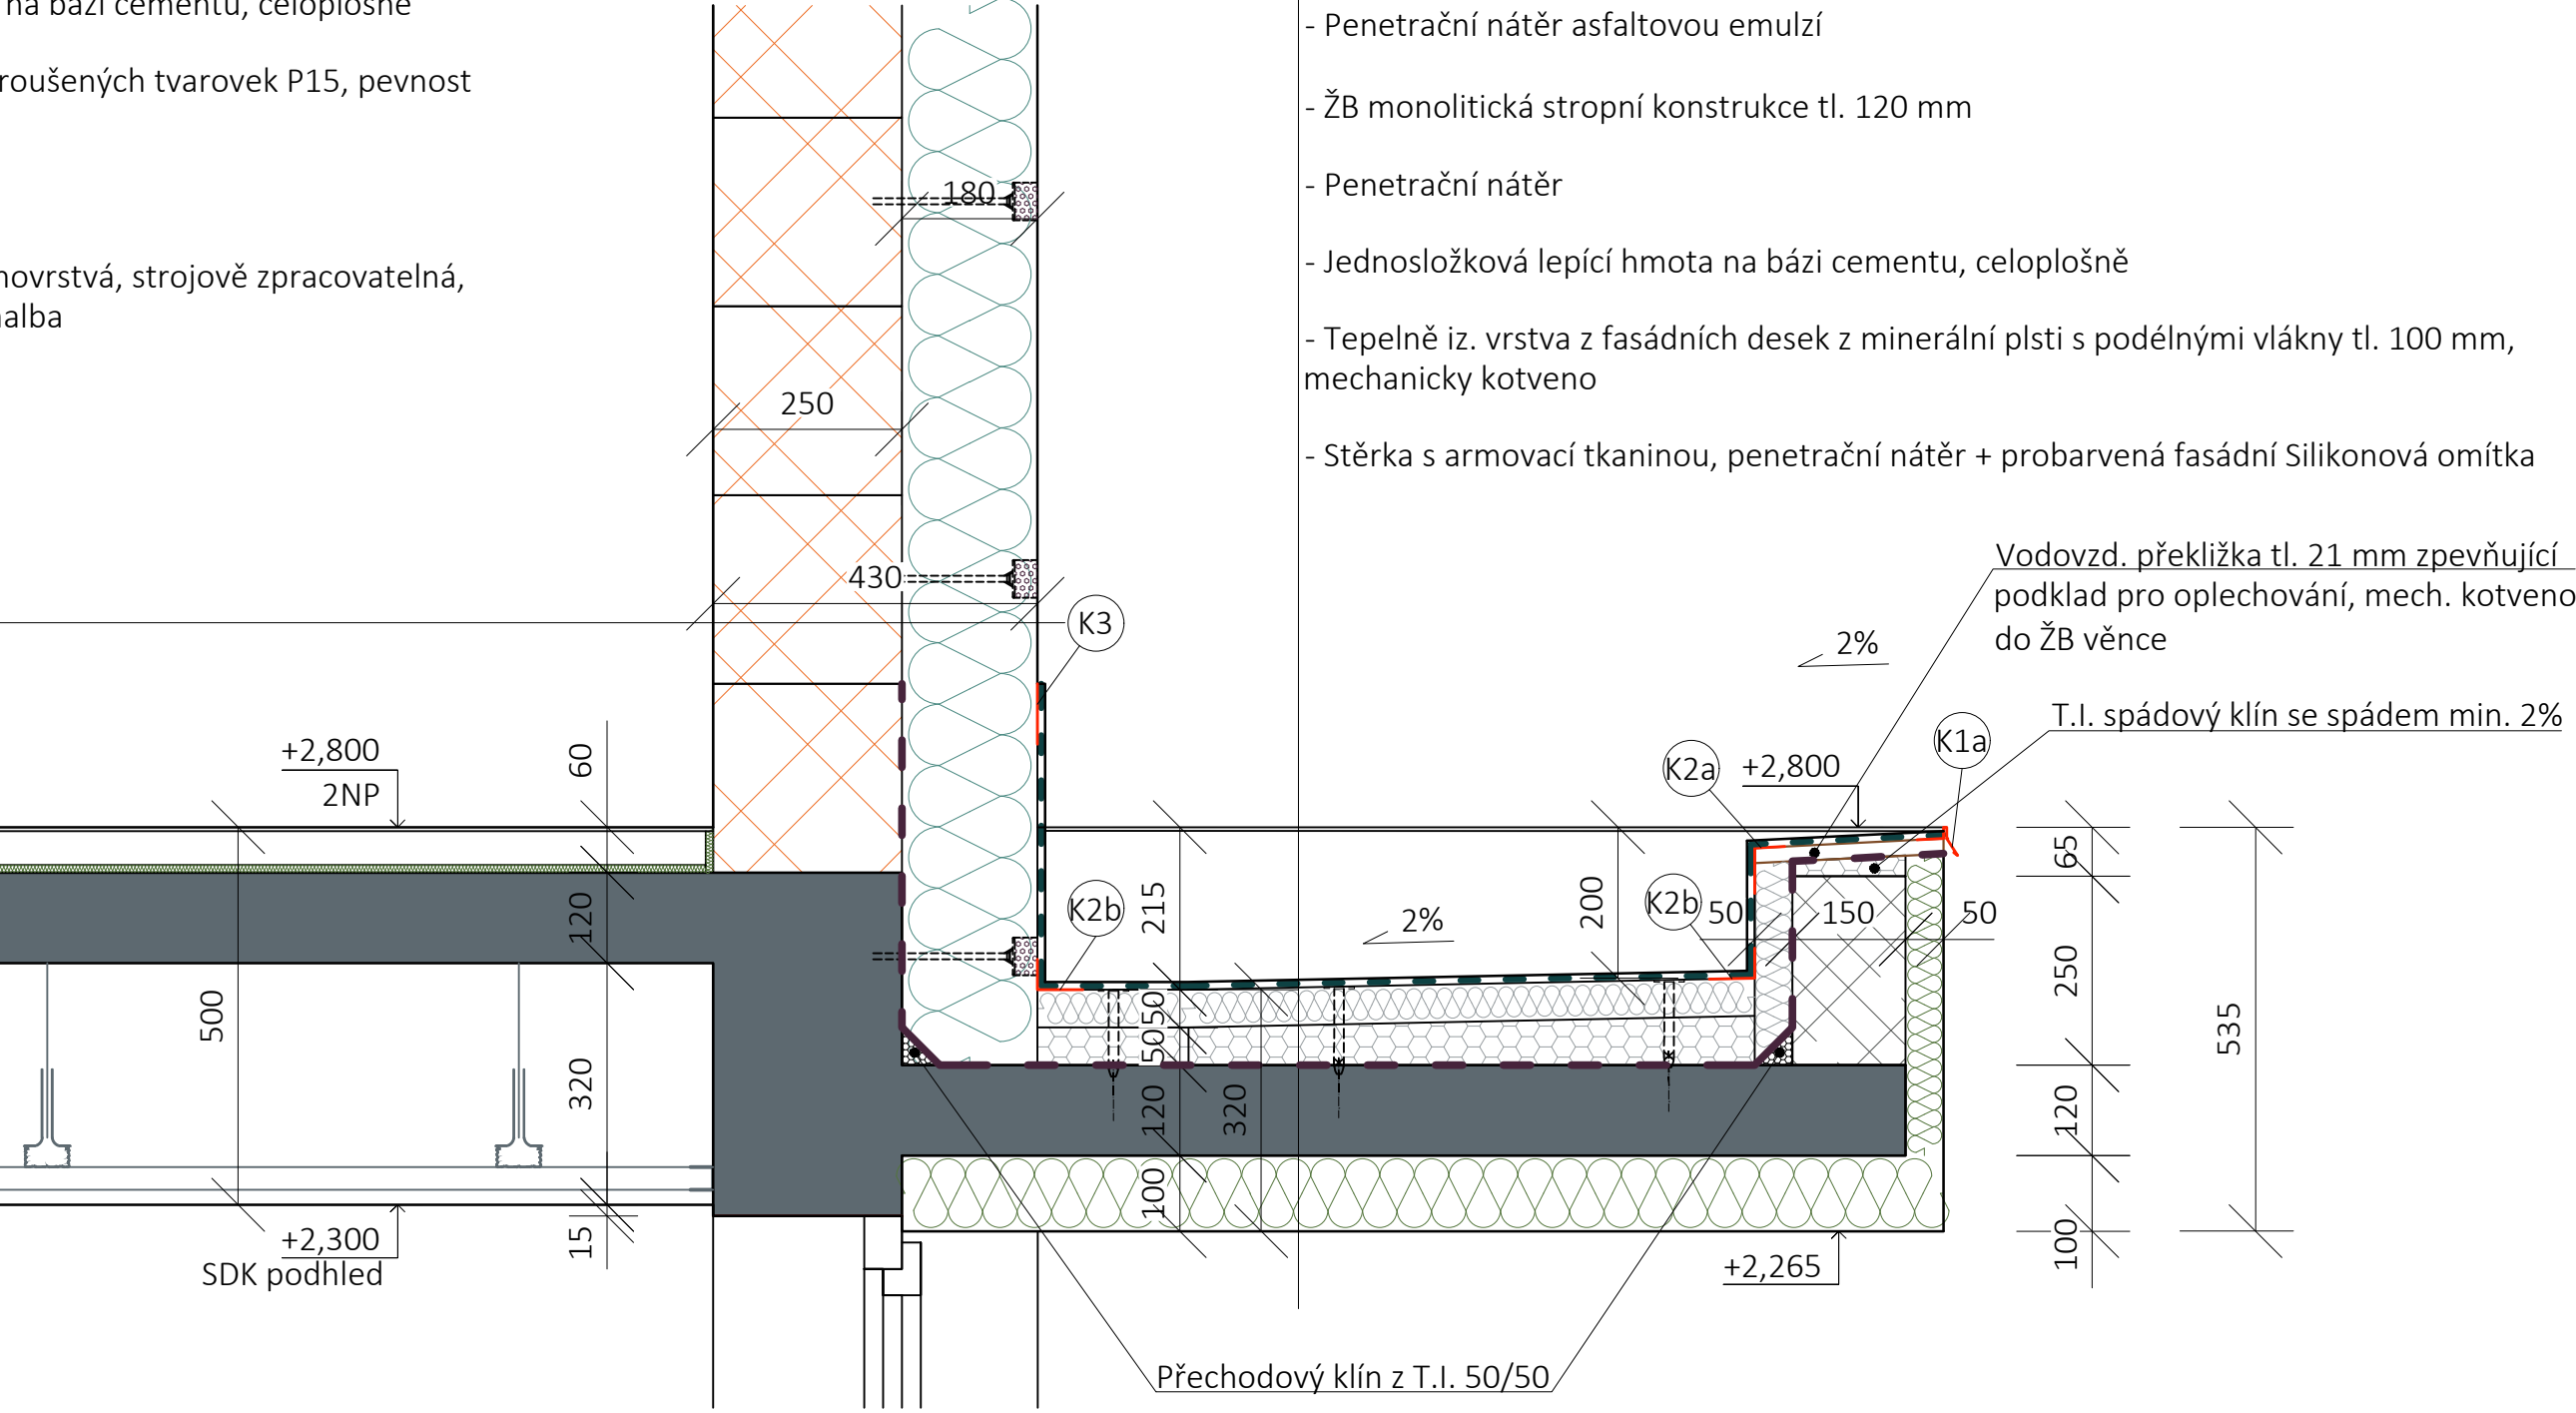 na bázi cementu, celoplošně
roušených tvarovek P15, pevnost
novrstvá, strojově zpracovatelná,
nalba
- Penetrační nátěr asfaltovou emulzí
- ŽB monolitická stropní konstrukce tl. 120 mm
- Penetrační nátěr
- Jednosložková lepící hmota na bázi cementu, celoplošně
- Tepelně iz. vrstva z fasádních desek z minerální plsti s podélnými vlákny tl. 100 mm,
mechanicky kotveno
- Stěrka s armovací tkaninou, penetrační nátěr + probarvená fasádní Silikonová omítka
180
250
430
K3
Vodovzd. překližka tl. 21 mm zpevňující
podklad pro oplechování, mech. kotveno
do ŽB věnce
2%
T.I. spádový klín se spádem min. 2%
K1a
K2a
+2,800
+2,800
2NP
60
120
500
320
15
+2,300
SDK podhled
K2b
215
2%
200
K2b
50
150
50
50
50
120
320
100
65
250
120
100
535
+2,265
Přechodový klín z T.I. 50/50